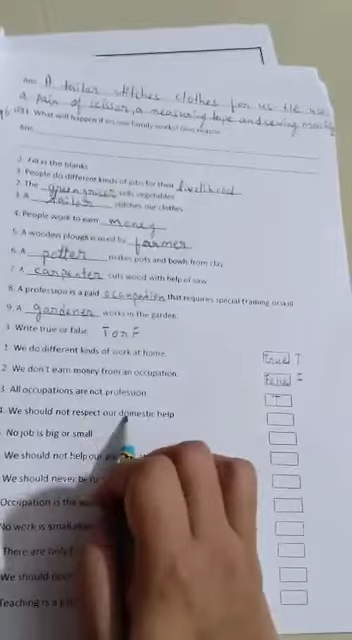 Ans: A tailor stitches clothes for us. He uses
a pair of scissor, a measuring tape and sewing machine
Q1. What will happen if no one family works? Give reason
Ans:
2. Fill in the blanks
1. People do different kinds of jobs for their livelihood
2. The greengrocer sells vegetables
3. A tailor stitches our clothes
4. People work to earn money
5. A wooden plough is used by farmer
6. A potter makes pots and bowls from clay
7. A carpenter cuts wood with help of saw
8. A profession is a paid occupation that requires special training or skill
9. A gardener works in the garden
3. Write true or false T or F
1. We do different kinds of work at home. True T
2. We don't earn money from an occupation. False F
3. All occupations are not profession T
4. We should not respect our domestic help
No job is big or small
We should not help our
We should never be
Occupation is the
No work is small
There are
We should
Teaching is a